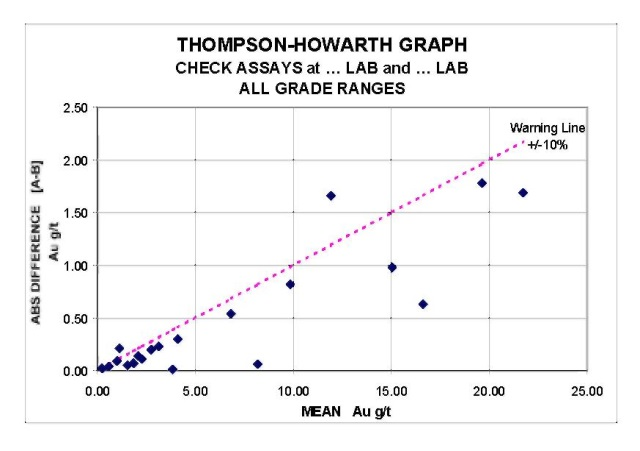 THOMPSON-HOWARTH GRAPH
CHECK ASSAYS at ... LAB and ... LAB
ALL GRADE RANGES
2.50
2.00
1.50
1.00
0.50
0.00
ABS DIFFERENCE [A-B]
Au g/t
Warning Line
+/-10%
0.00 5.00 10.00 15.00 20.00 25.00
MEAN Au g/t